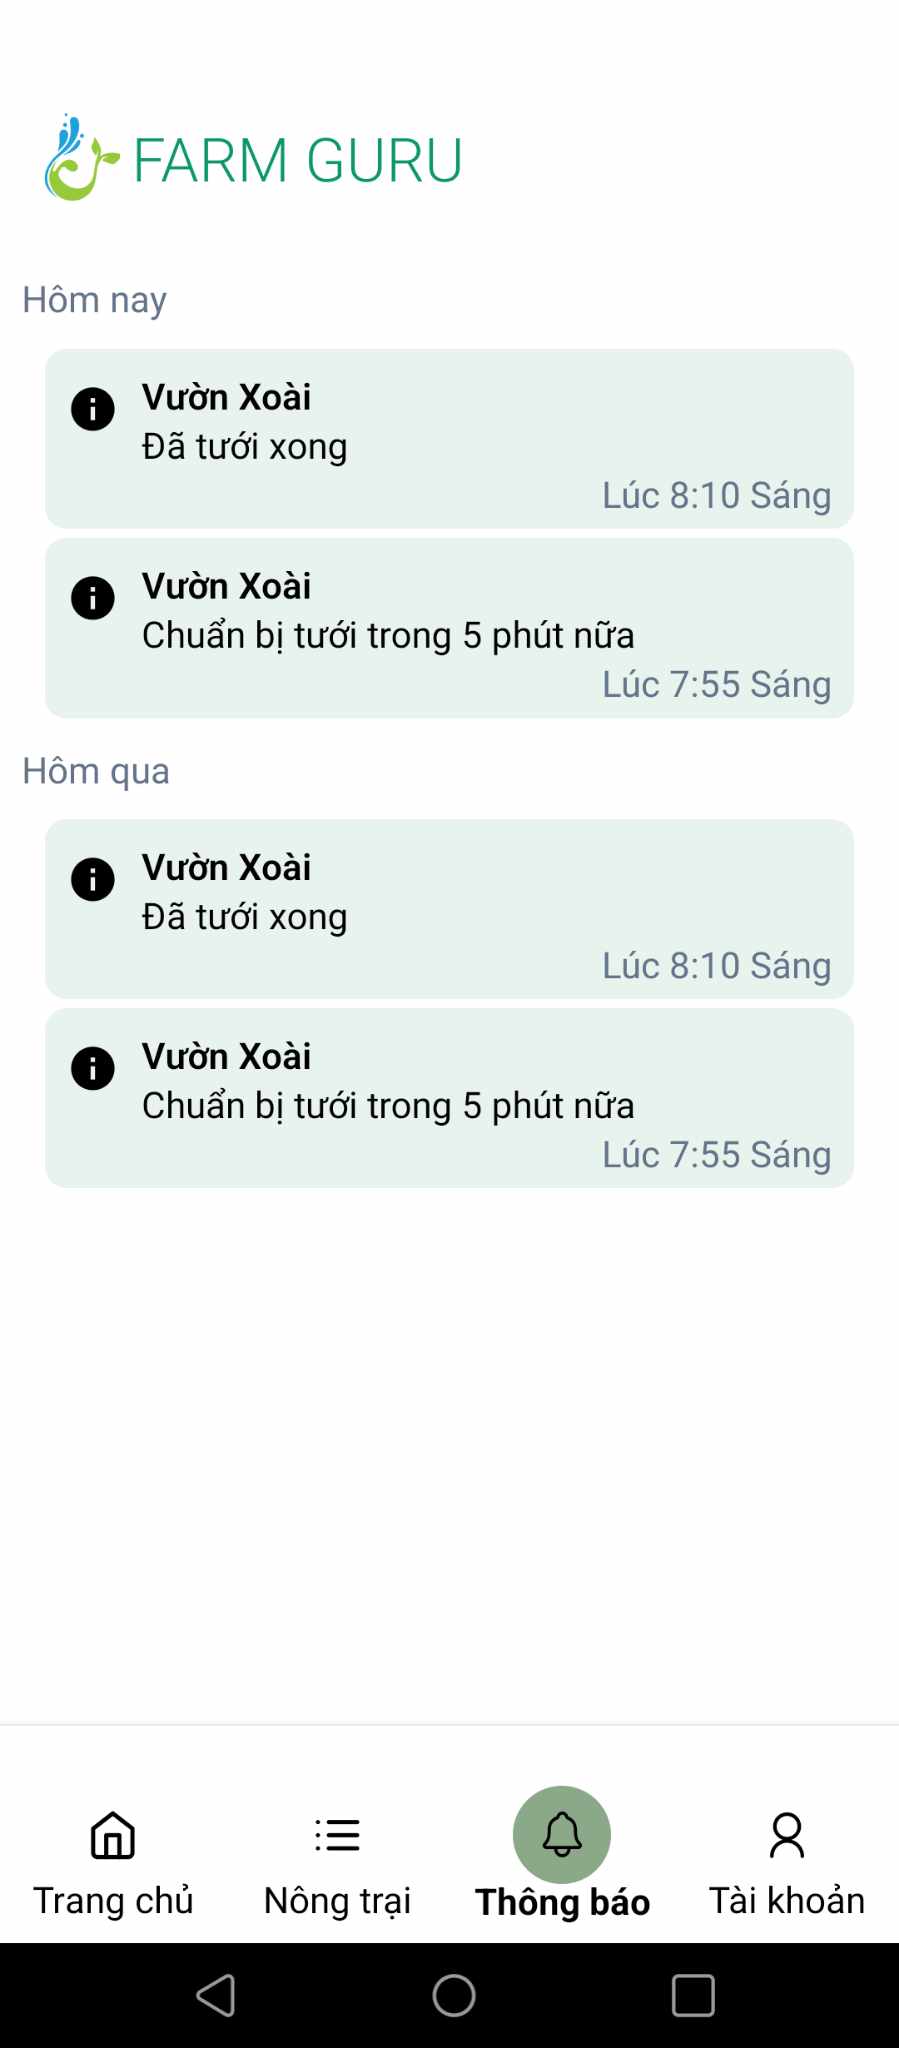 FARM GURU
Hôm nay
Vườn Xoài
Đã tưới xong
Lúc 8:10 Sáng
Vườn Xoài
Chuẩn bị tưới trong 5 phút nữa
Lúc 7:55 Sáng
Hôm qua
Vườn Xoài
Đã tưới xong
Lúc 8:10 Sáng
Vườn Xoài
Chuẩn bị tưới trong 5 phút nữa
Lúc 7:55 Sáng
Trang chủ
Nông trại
Thông báo
Tài khoản